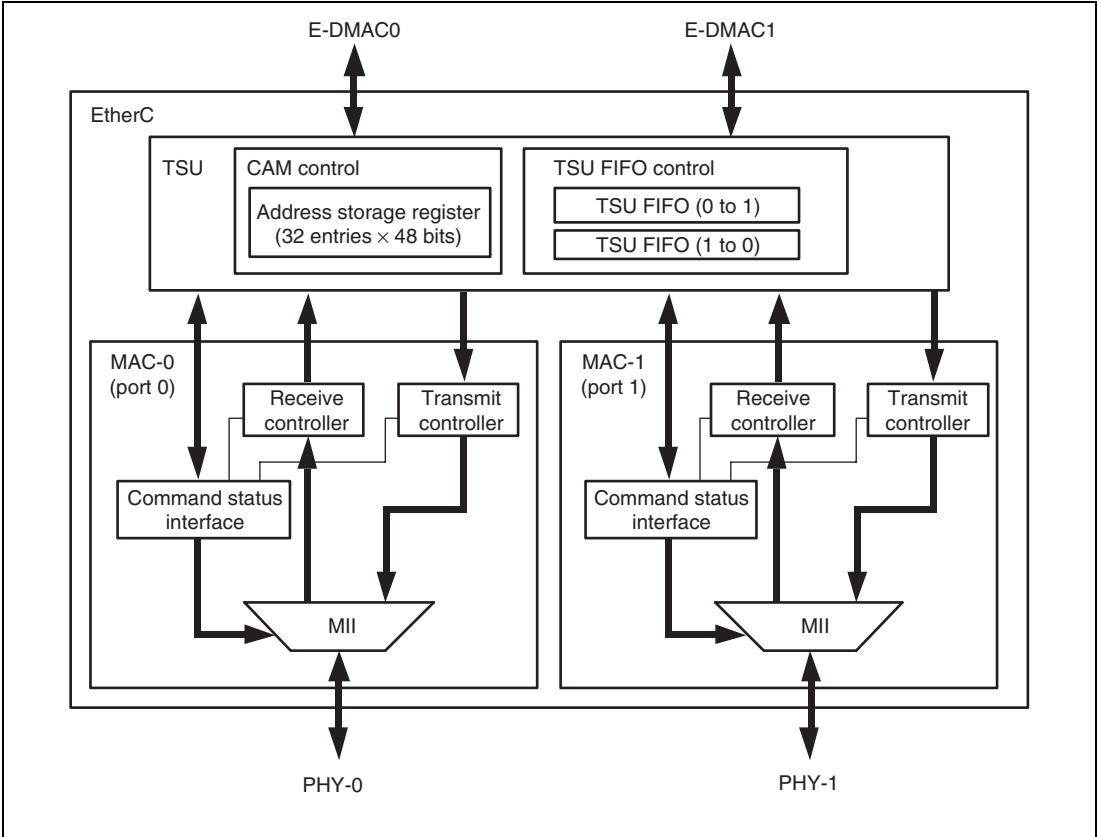 E-DMAC0
E-DMAC1
EtherC
TSU
CAM control
Address storage register
(32 entries × 48 bits)
TSU FIFO control
TSU FIFO (0 to 1)
TSU FIFO (1 to 0)
MAC-0
(port 0)
Receive
controller
Transmit
controller
Command status
interface
MII
MAC-1
(port 1)
Receive
controller
Transmit
controller
Command status
interface
MII
PHY-0
PHY-1